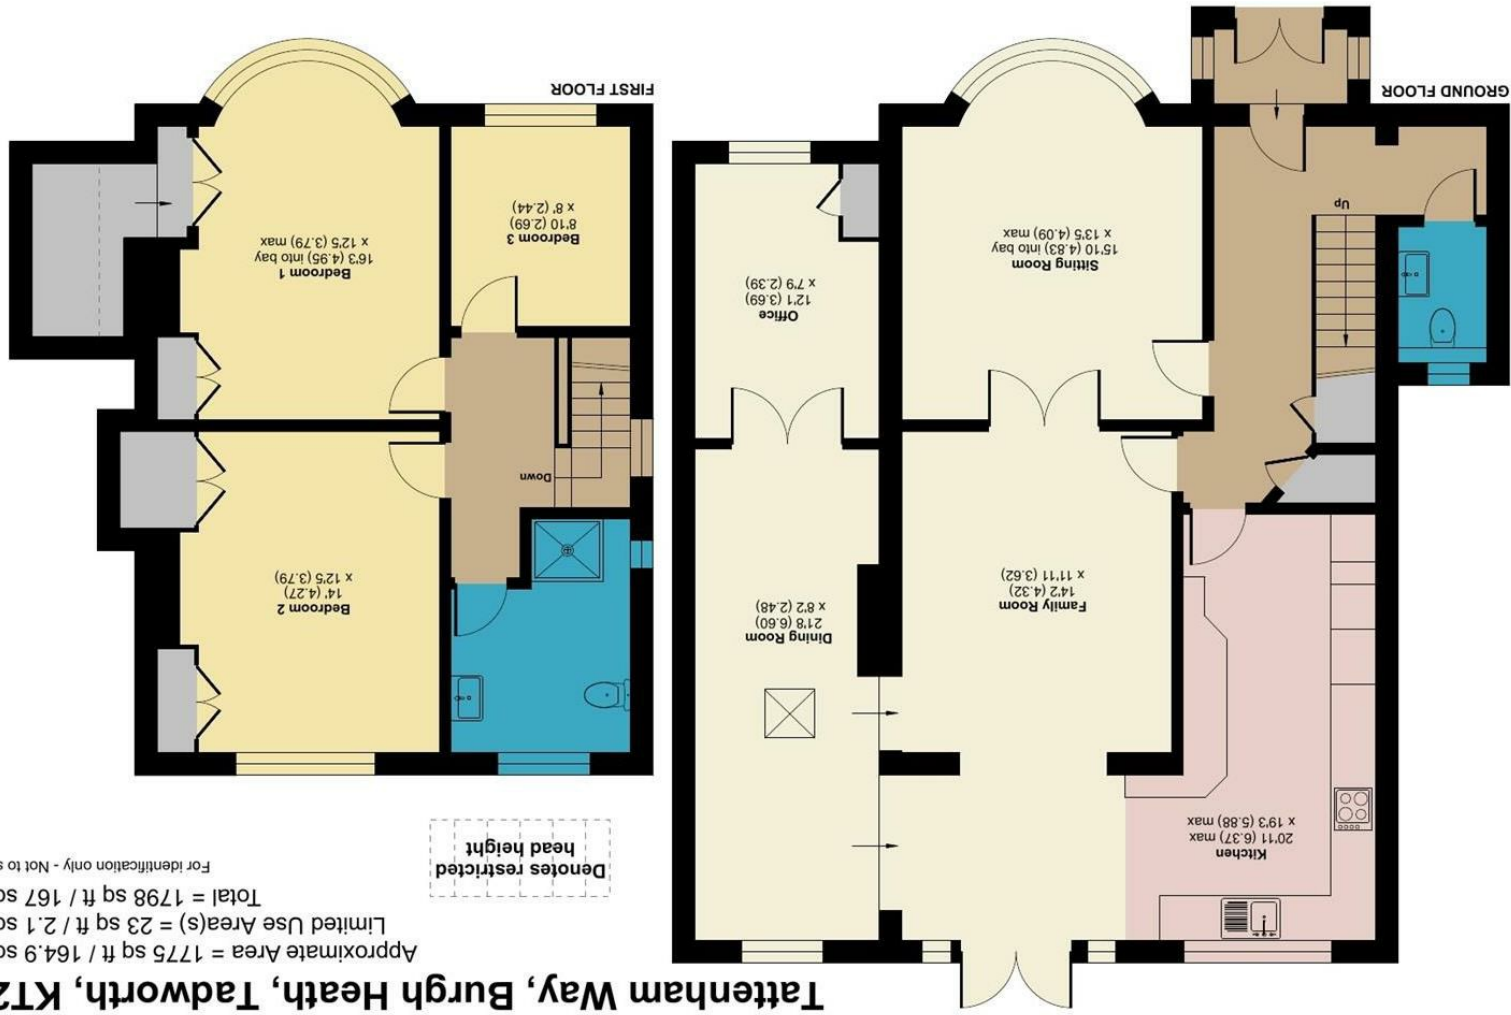 Tattenham Way, Burgh Heath, Tadworth, KT2
Approximate Area = 1775 sq ft / 164.9 sq
Limited Use Area(s) = 23 sq ft / 2.1 sq
Total = 1798 sq ft / 167 sq
For identification only - Not to s
Denotes restricted
head height
Kitchen
20'11 (6.37) max
x 19'3 (5.88) max
Family Room
14'2 (4.32)
x 11'11 (3.62)
Dining Room
21'8 (6.60)
x 8'2 (2.48)
Sitting Room
15'10 (4.83) into bay
x 13'5 (4.09) max
Office
12'1 (3.69)
x 7'9 (2.39)
Up
GROUND FLOOR
Bedroom 2
14' (4.27)
x 12'5 (3.79)
Down
Bedroom 1
16'3 (4.95) into bay
x 12'5 (3.79) max
Bedroom 3
8'10 (2.69)
x 8' (2.44)
FIRST FLOOR